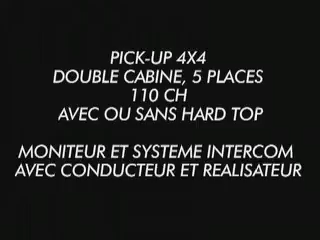 PICK-UP 4X4
DOUBLE CABINE, 5 PLACES
110 CH
AVEC OU SANS HARD TOP
MONITEUR ET SYSTEME INTERCOM
AVEC CONDUCTEUR ET REALISATEUR